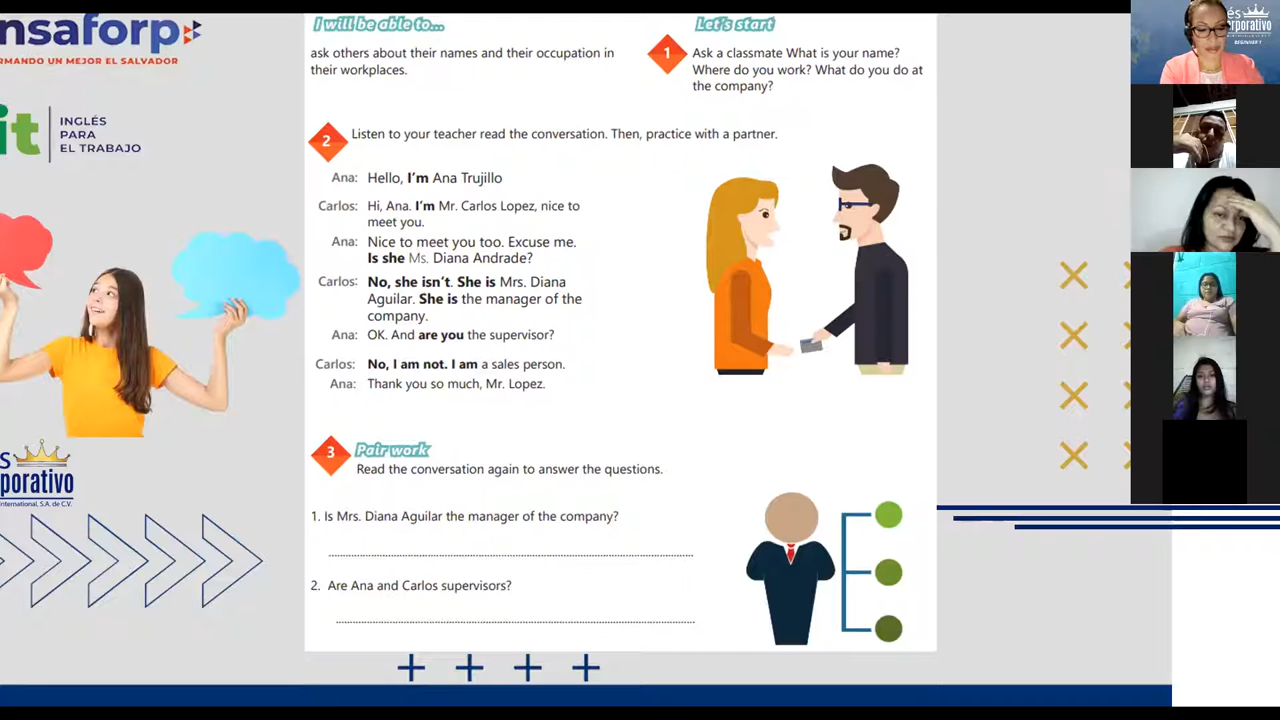 nsaforp
RMANDO UN MEJOR EL SALVADOR
it
INGLÉS
PARA
EL TRABAJO
I will be able to...
ask others about their names and their occupation in
their workplaces.
Let's start
1
Ask a classmate What is your name?
Where do you work? What do you do at
the company?
2
Listen to your teacher read the conversation. Then, practice with a partner.
Ana: Hello, I'm Ana Trujillo
Carlos: Hi, Ana. I'm Mr. Carlos Lopez, nice to
meet you.
Ana: Nice to meet you too. Excuse me.
Is she Ms. Diana Andrade?
Carlos: No, she isn't. She is Mrs. Diana
Aguilar. She is the manager of the
company.
Ana: OK. And are you the supervisor?
Carlos: No, I am not. I am a sales person.
Ana: Thank you so much, Mr. Lopez.
3
Pair work
Read the conversation again to answer the questions.
1. Is Mrs. Diana Aguilar the manager of the company?
2. Are Ana and Carlos supervisors?
s
porativo
International, S.A. de C.V.
és
rporativo
BEGINNER 1